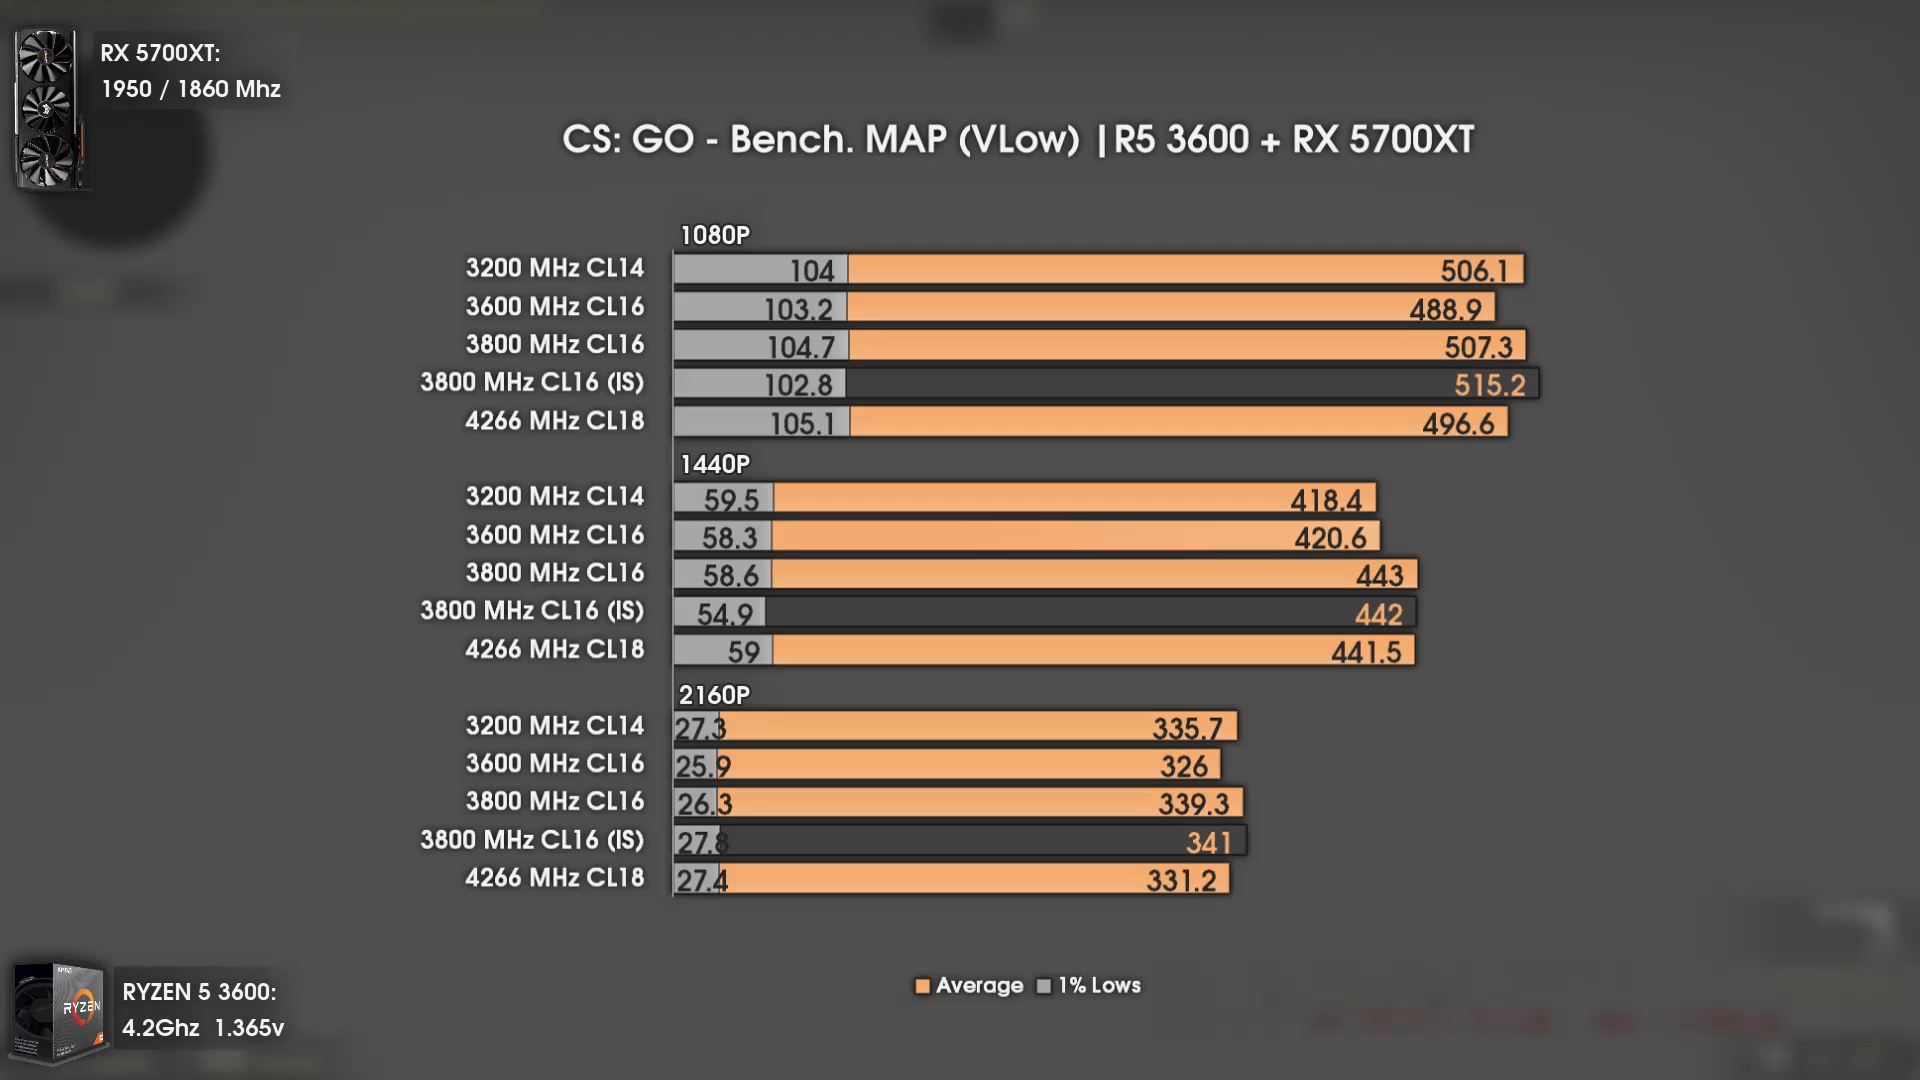 RX 5700XT:
1950 / 1860 Mhz
CS: GO - Bench. MAP (VLow) |R5 3600 + RX 5700XT
1080P
3200 MHz CL14 104 506.1
3600 MHz CL16 103.2 488.9
3800 MHz CL16 104.7 507.3
3800 MHz CL16 (IS) 102.8 515.2
4266 MHz CL18 105.1 496.6
1440P
3200 MHz CL14 59.5 418.4
3600 MHz CL16 58.3 420.6
3800 MHz CL16 58.6 443
3800 MHz CL16 (IS) 54.9 442
4266 MHz CL18 59 441.5
2160P
3200 MHz CL14 27.3 335.7
3600 MHz CL16 25.9 326
3800 MHz CL16 26.3 339.3
3800 MHz CL16 (IS) 27.8 341
4266 MHz CL18 27.4 331.2
Average 1% Lows
RYZEN
RYZEN 5 3600:
4.2Ghz 1.365v